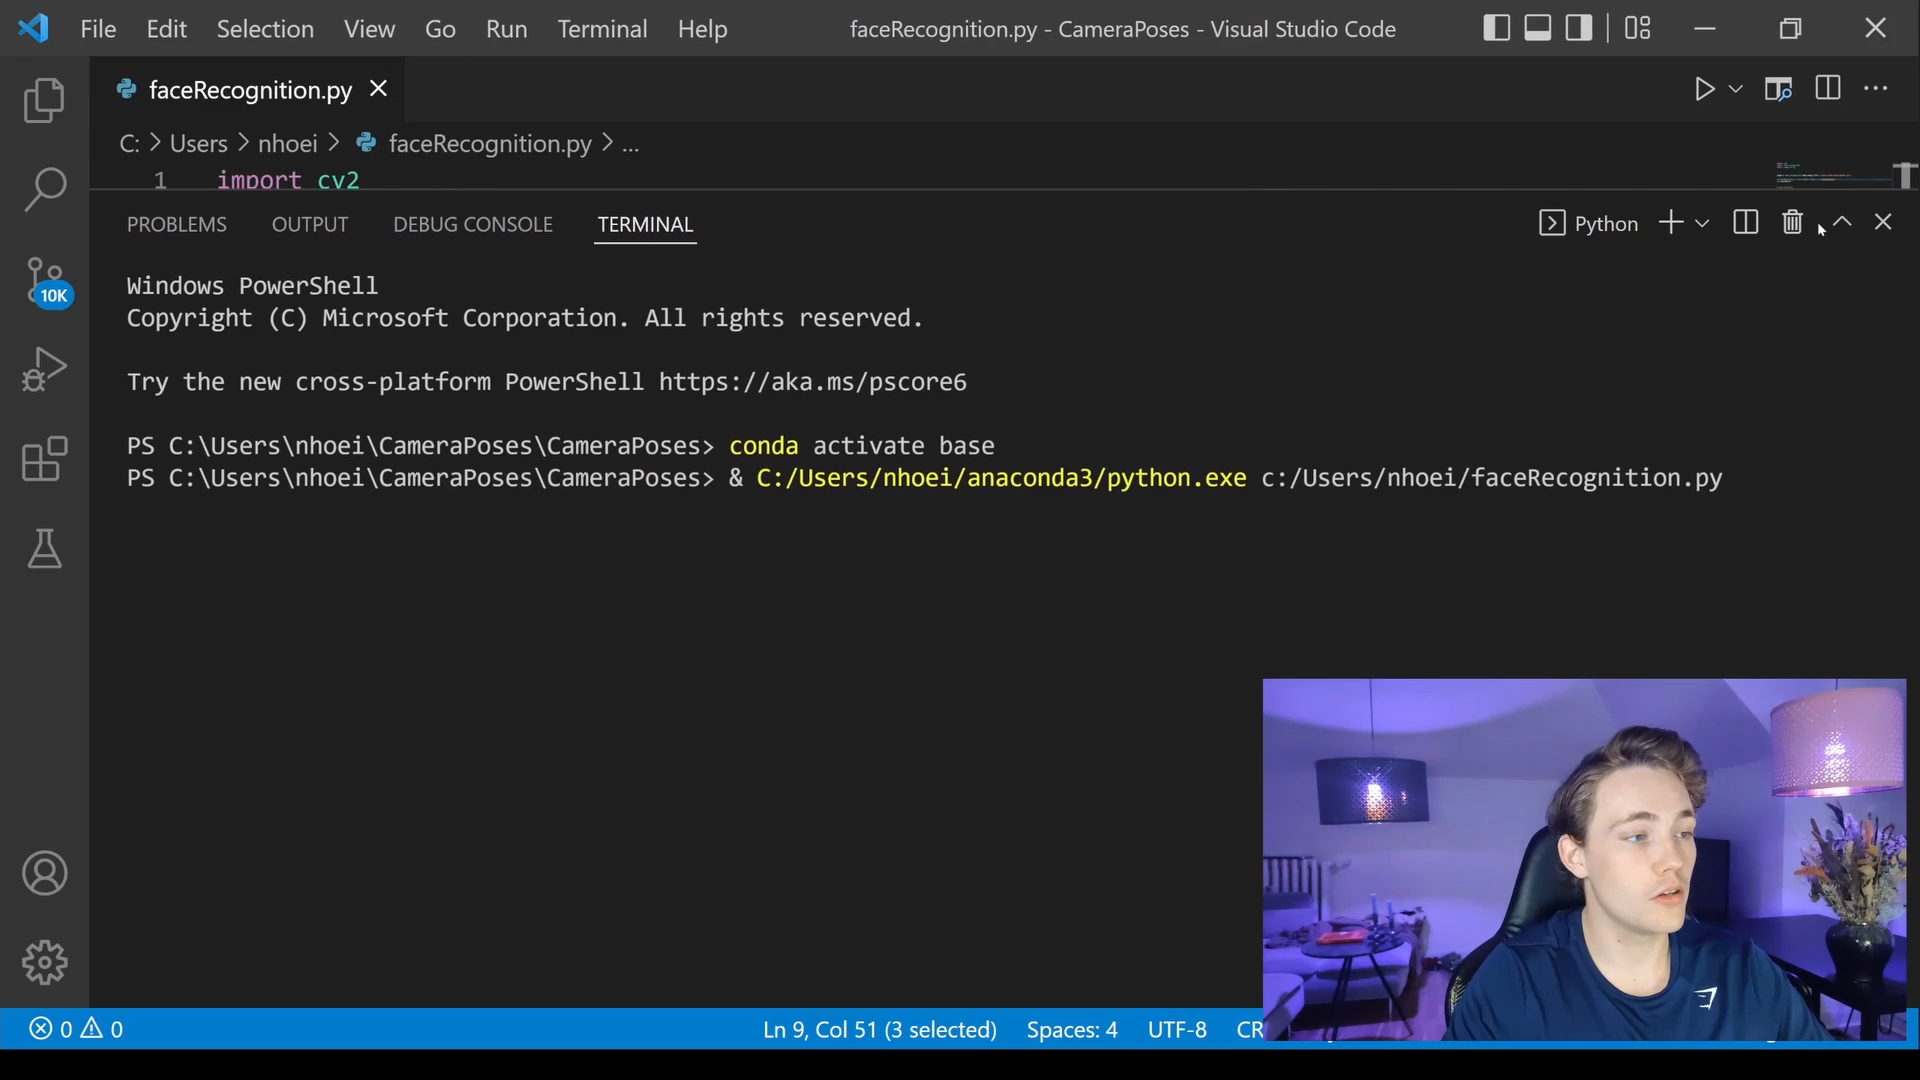 File Edit Selection View Go Run Terminal Help faceRecognition.py - CameraPoses - Visual Studio Code
faceRecognition.py
C: > Users > nhoei > faceRecognition.py > ...
1 import cv2
PROBLEMS OUTPUT DEBUG CONSOLE TERMINAL Python
10K
Windows PowerShell
Copyright (C) Microsoft Corporation. All rights reserved.
Try the new cross-platform PowerShell https://aka.ms/pscore6
PS C:\Users\nhoei\CameraPoses\CameraPoses> conda activate base
PS C:\Users\nhoei\CameraPoses\CameraPoses> & C:/Users/nhoei/anaconda3/python.exe c:/Users/nhoei/faceRecognition.py
0 0 Ln 9, Col 51 (3 selected) Spaces: 4 UTF-8 CR